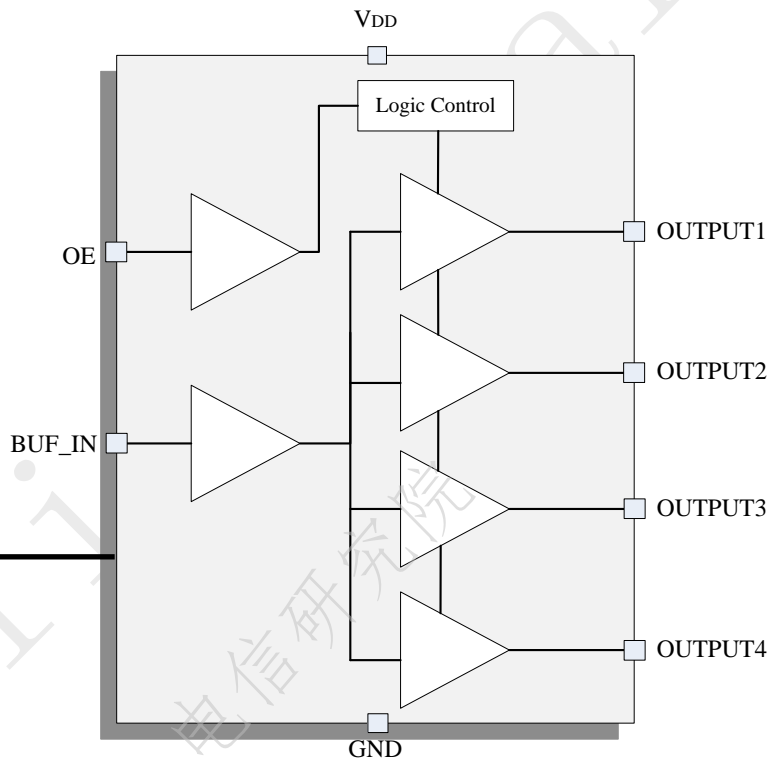 VDD
Logic Control
OE
OUTPUT1
OUTPUT2
BUF_IN
OUTPUT3
OUTPUT4
GND
电信研究院